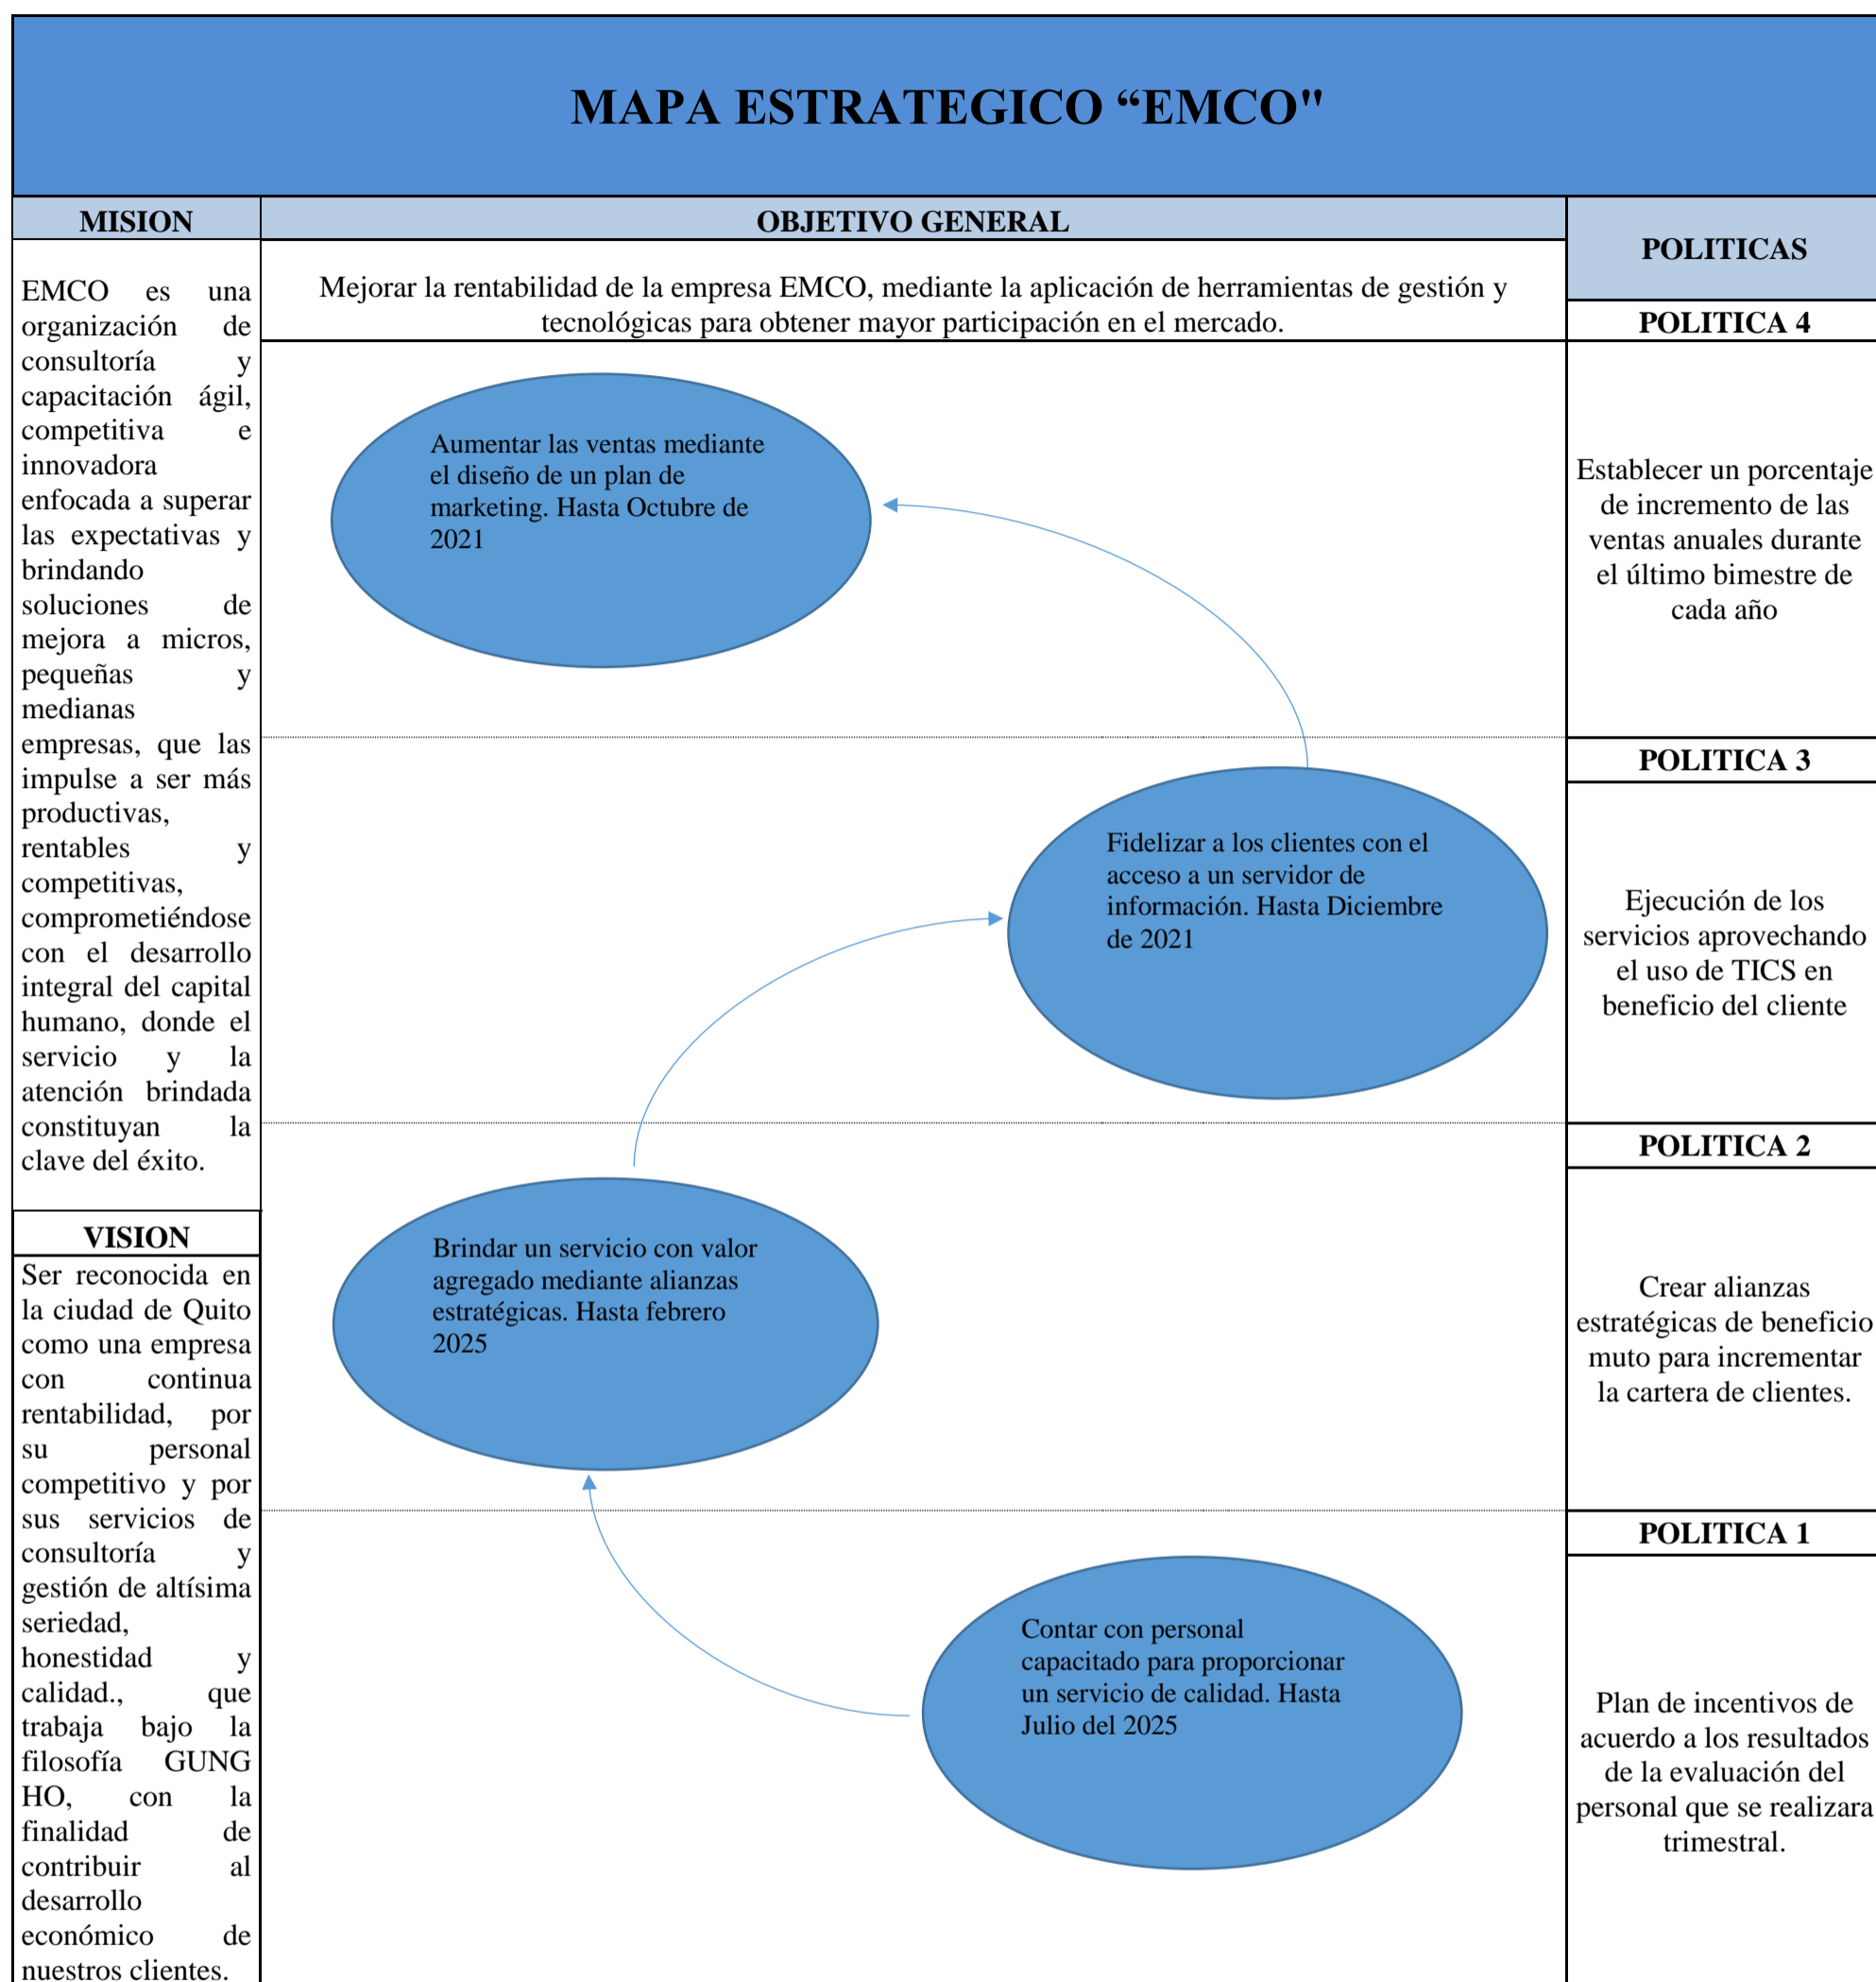 MAPA ESTRATEGICO “EMCO"
MISION
EMCO es una
organización de
consultoría y
capacitación ágil,
competitiva e
innovadora
enfocada a superar
las expectativas y
brindando
soluciones de
mejora a micros,
pequeñas y
medianas
empresas, que las
impulse a ser más
productivas,
rentables y
competitivas,
comprometiéndose
con el desarrollo
integral del capital
humano, donde el
servicio y la
atención brindada
constituyan la
clave del éxito.
VISION
Ser reconocida en
la ciudad de Quito
como una empresa
con continua
rentabilidad, por
su personal
competitivo y por
sus servicios de
consultoría y
gestión de altísima
seriedad,
honestidad y
calidad., que
trabaja bajo la
filosofía GUNG
HO, con la
finalidad de
contribuir al
desarrollo
económico de
nuestros clientes.
OBJETIVO GENERAL
Mejorar la rentabilidad de la empresa EMCO, mediante la aplicación de herramientas de gestión y
tecnológicas para obtener mayor participación en el mercado.
Aumentar las ventas mediante
el diseño de un plan de
marketing. Hasta Octubre de
2021
Fidelizar a los clientes con el
acceso a un servidor de
información. Hasta Diciembre
de 2021
Brindar un servicio con valor
agregado mediante alianzas
estratégicas. Hasta febrero
2025
Contar con personal
capacitado para proporcionar
un servicio de calidad. Hasta
Julio del 2025
POLITICAS
POLITICA 4
Establecer un porcentaje
de incremento de las
ventas anuales durante
el último bimestre de
cada año
POLITICA 3
Ejecución de los
servicios aprovechando
el uso de TICS en
beneficio del cliente
POLITICA 2
Crear alianzas
estratégicas de beneficio
muto para incrementar
la cartera de clientes.
POLITICA 1
Plan de incentivos de
acuerdo a los resultados
de la evaluación del
personal que se realizara
trimestral.